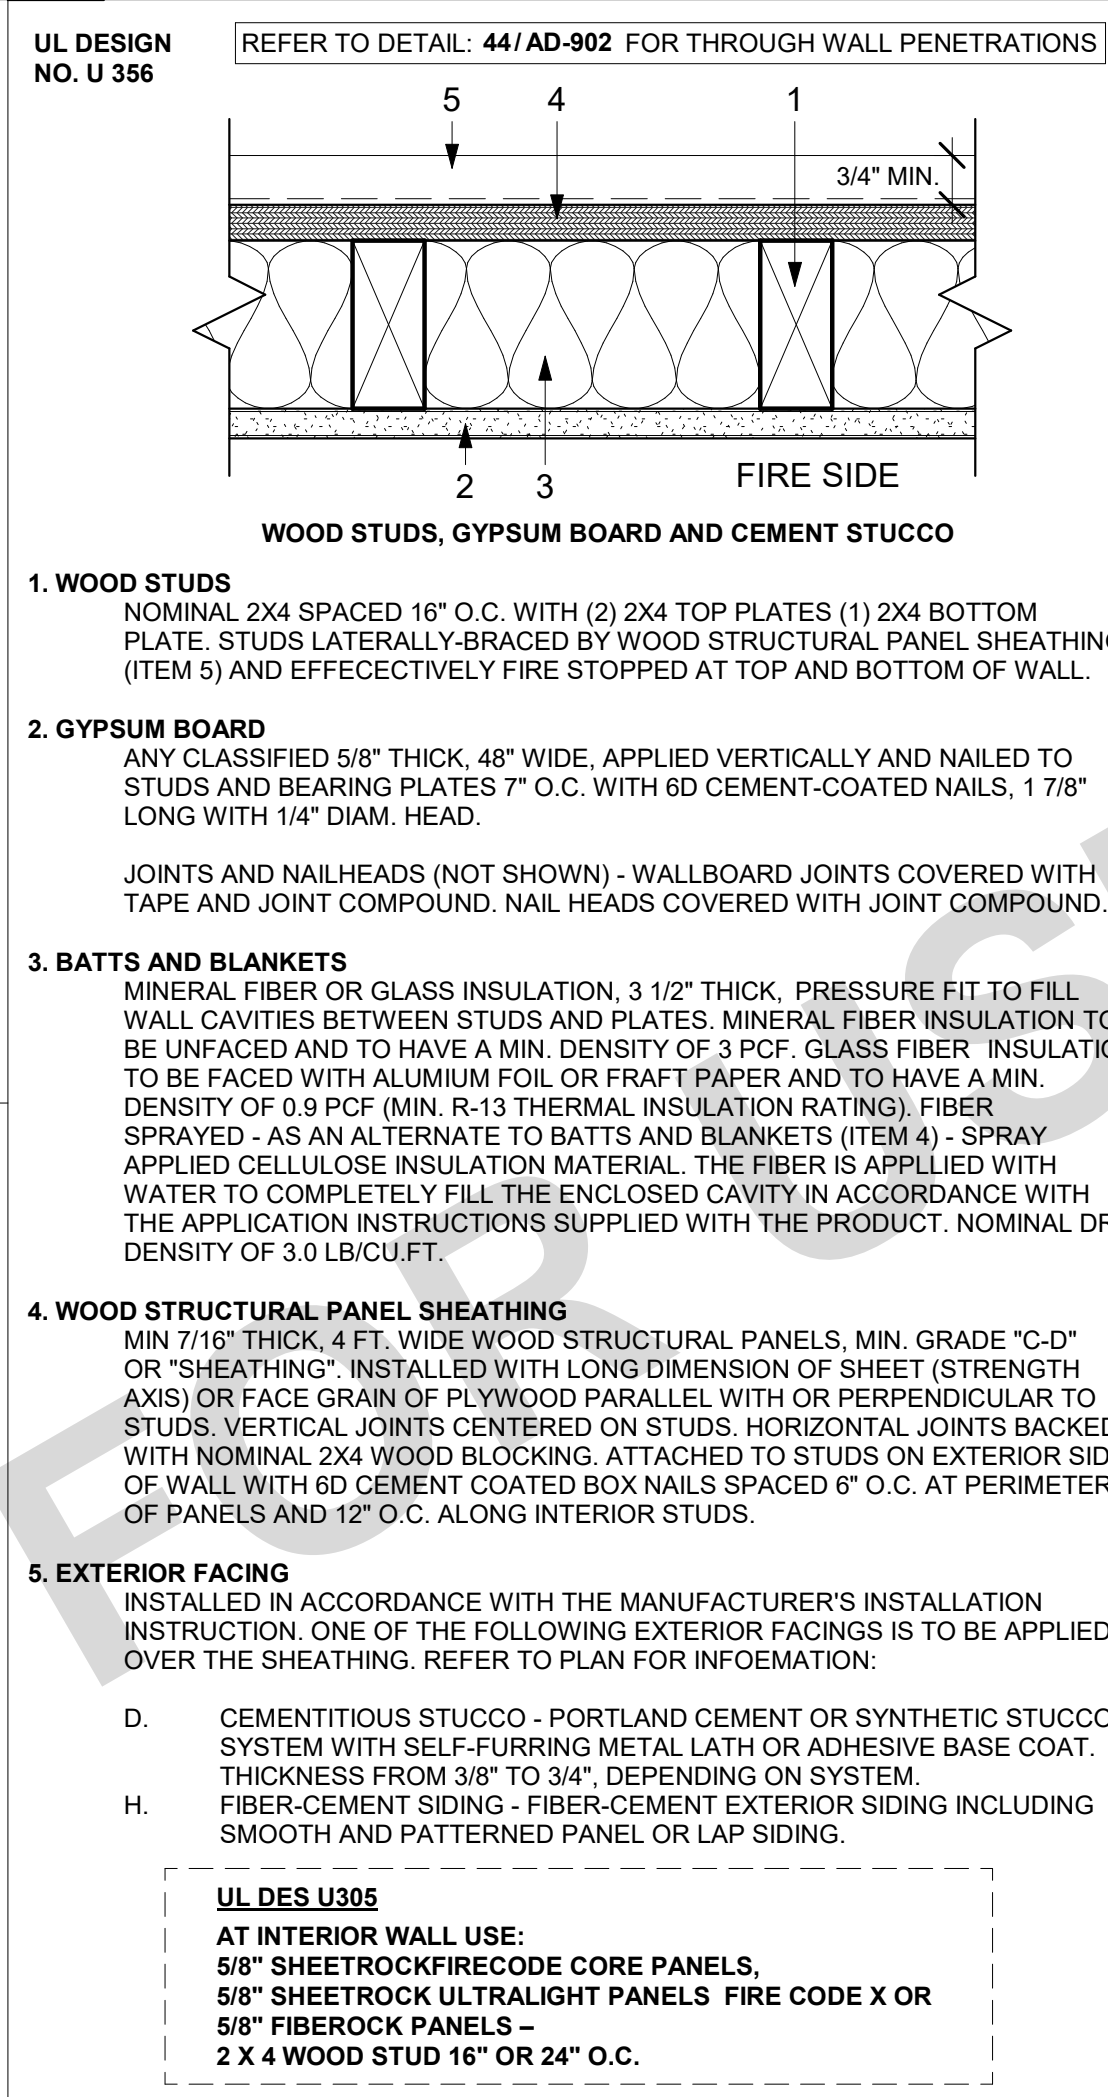 UL DESIGN
NO. U 356
REFER TO DETAIL: 44/AD-902 FOR THROUGH WALL PENETRATIONS
5 4 1
3/4" MIN.
2 3
FIRE SIDE
WOOD STUDS, GYPSUM BOARD AND CEMENT STUCCO
1. WOOD STUDS
NOMINAL 2X4 SPACED 16" O.C. WITH (2) 2X4 TOP PLATES (1) 2X4 BOTTOM
PLATE. STUDS LATERALLY-BRACED BY WOOD STRUCTURAL PANEL SHEATHING
(ITEM 5) AND EFFECECTIVELY FIRE STOPPED AT TOP AND BOTTOM OF WALL.
2. GYPSUM BOARD
ANY CLASSIFIED 5/8" THICK, 48" WIDE, APPLIED VERTICALLY AND NAILED TO
STUDS AND BEARING PLATES 7" O.C. WITH 6D CEMENT-COATED NAILS, 1 7/8"
LONG WITH 1/4" DIAM. HEAD.
JOINTS AND NAILHEADS (NOT SHOWN) - WALLBOARD JOINTS COVERED WITH
TAPE AND JOINT COMPOUND. NAIL HEADS COVERED WITH JOINT COMPOUND.
3. BATTS AND BLANKETS
MINERAL FIBER OR GLASS INSULATION, 3 1/2" THICK, PRESSURE FIT TO FILL
WALL CAVITIES BETWEEN STUDS AND PLATES. MINERAL FIBER INSULATION TO
BE UNFACED AND TO HAVE A MIN. DENSITY OF 3 PCF. GLASS FIBER INSULATIO
TO BE FACED WITH ALUMIUM FOIL OR FRAFT PAPER AND TO HAVE A MIN.
DENSITY OF 0.9 PCF (MIN. R-13 THERMAL INSULATION RATING). FIBER
SPRAYED - AS AN ALTERNATE TO BATTS AND BLANKETS (ITEM 4) - SPRAY
APPLIED CELLULOSE INSULATION MATERIAL. THE FIBER IS APPLLIED WITH
WATER TO COMPLETELY FILL THE ENCLOSED CAVITY IN ACCORDANCE WITH
THE APPLICATION INSTRUCTIONS SUPPLIED WITH THE PRODUCT. NOMINAL DR
DENSITY OF 3.0 LB/CU.FT.
4. WOOD STRUCTURAL PANEL SHEATHING
MIN 7/16" THICK, 4 FT. WIDE WOOD STRUCTURAL PANELS, MIN. GRADE "C-D"
OR "SHEATHING". INSTALLED WITH LONG DIMENSION OF SHEET (STRENGTH
AXIS) OR FACE GRAIN OF PLYWOOD PARALLEL WITH OR PERPENDICULAR TO
STUDS. VERTICAL JOINTS CENTERED ON STUDS. HORIZONTAL JOINTS BACKED
WITH NOMINAL 2X4 WOOD BLOCKING. ATTACHED TO STUDS ON EXTERIOR SID
OF WALL WITH 6D CEMENT COATED BOX NAILS SPACED 6" O.C. AT PERIMETER
OF PANELS AND 12" O.C. ALONG INTERIOR STUDS.
5. EXTERIOR FACING
INSTALLED IN ACCORDANCE WITH THE MANUFACTURER'S INSTALLATION
INSTRUCTION. ONE OF THE FOLLOWING EXTERIOR FACINGS IS TO BE APPLIED
OVER THE SHEATHING. REFER TO PLAN FOR INFOEMATION:
D. CEMENTITIOUS STUCCO - PORTLAND CEMENT OR SYNTHETIC STUCCO
SYSTEM WITH SELF-FURRING METAL LATH OR ADHESIVE BASE COAT.
THICKNESS FROM 3/8" TO 3/4", DEPENDING ON SYSTEM.
H. FIBER-CEMENT SIDING - FIBER-CEMENT EXTERIOR SIDING INCLUDING
SMOOTH AND PATTERNED PANEL OR LAP SIDING.
UL DES U305
AT INTERIOR WALL USE:
5/8" SHEETROCKFIRECODE CORE PANELS,
5/8" SHEETROCK ULTRALIGHT PANELS FIRE CODE X OR
5/8" FIBEROCK PANELS –
2 X 4 WOOD STUD 16" OR 24" O.C.
FOR US